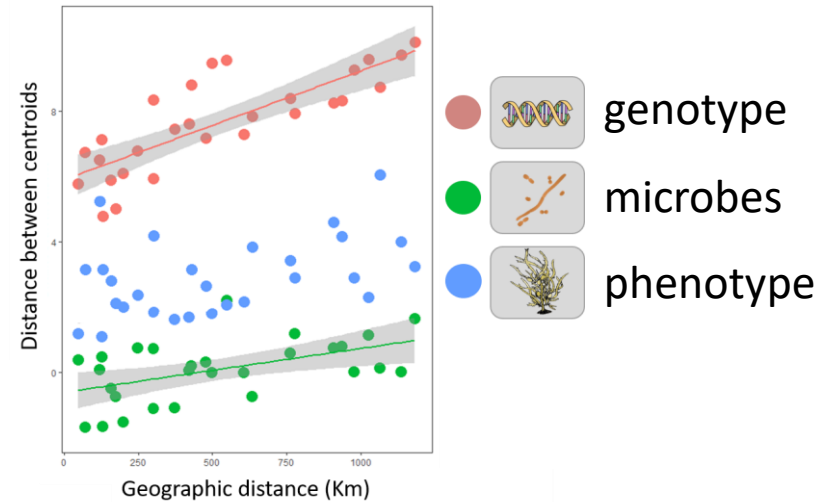 Distance between centroids
8
4
0
0
250
500
750
1000
Geographic distance (Km)
genotype
microbes
phenotype